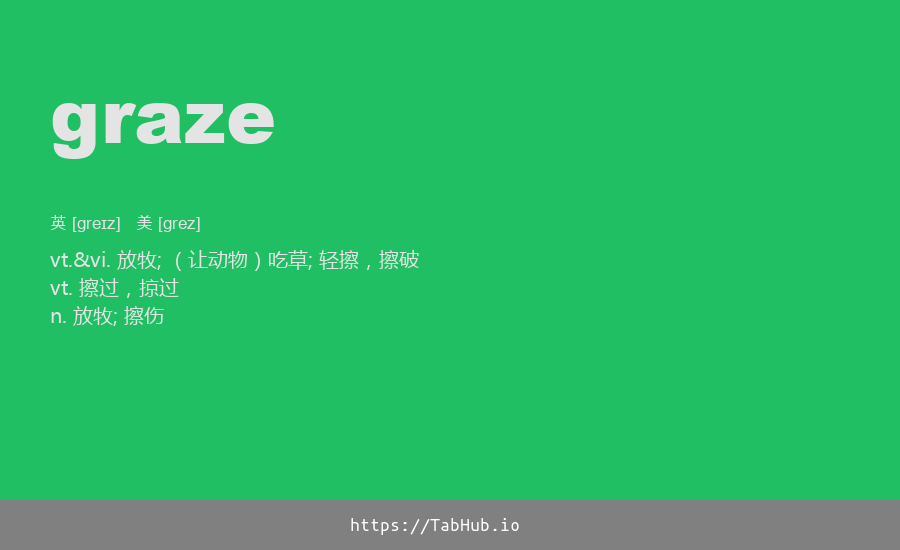 graze
英 [greɪz] 美 [grez]
vt.&vi. 放牧; （让动物）吃草; 轻擦，擦破
vt. 擦过，掠过
n. 放牧; 擦伤
https://TabHub.io